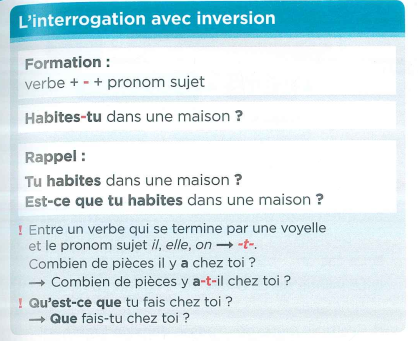 L'interrogation avec inversion
Formation :
verbe + - + pronom sujet
Habites-tu dans une maison ?
Rappel :
Tu habites dans une maison ?
Est-ce que tu habites dans une maison ?
! Entre un verbe qui se termine par une voyelle
et le pronom sujet il, elle, on → -t-.
Combien de pièces il y a chez toi ?
→ Combien de pièces y a-t-il chez toi ?
! Qu'est-ce que tu fais chez toi ?
→ Que fais-tu chez toi ?